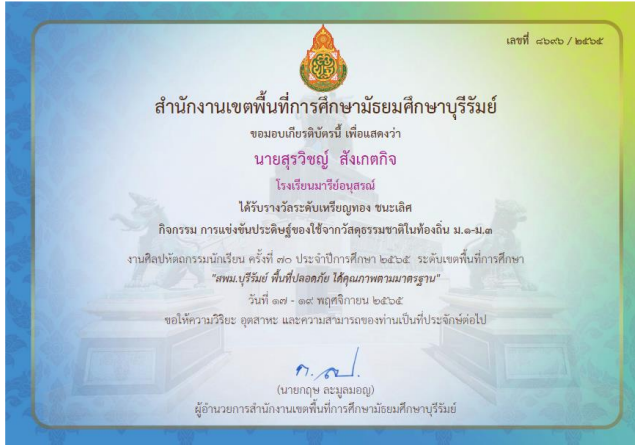 เลขที่ ๘๖๙๖ / ๒๕๖๕
สำนักงานเขตพื้นที่การศึกษามัธยมศึกษาบุรีรัมย์
ขอมอบเกียรติบัตรนี้ เพื่อแสดงว่า
นายสุรวิชญ์ สังเกตกิจ
โรงเรียนมารีย์อนุสรณ์
ได้รับรางวัลระดับเหรียญทอง ชนะเลิศ
กิจกรรม การแข่งขันประดิษฐ์ของใช้จากวัสดุธรรมชาติในท้องถิ่น ม.๑-ม.๓
งานศิลปหัตถกรรมนักเรียน ครั้งที่ ๗๐ ประจำปีการศึกษา ๒๕๖๕ ระดับเขตพื้นที่การศึกษา
"สพม.บุรีรัมย์ พื้นที่ปลอดภัย ได้คุณภาพตามมาตรฐาน"
วันที่ ๑๗ - ๑๙ พฤศจิกายน ๒๕๖๕
ขอให้ความวิริยะ อุตสาหะ และความสามารถของท่านเป็นที่ประจักษ์ต่อไป
(นายกฤษ ละมูลมอญ)
ผู้อำนวยการสำนักงานเขตพื้นที่การศึกษามัธยมศึกษาบุรีรัมย์